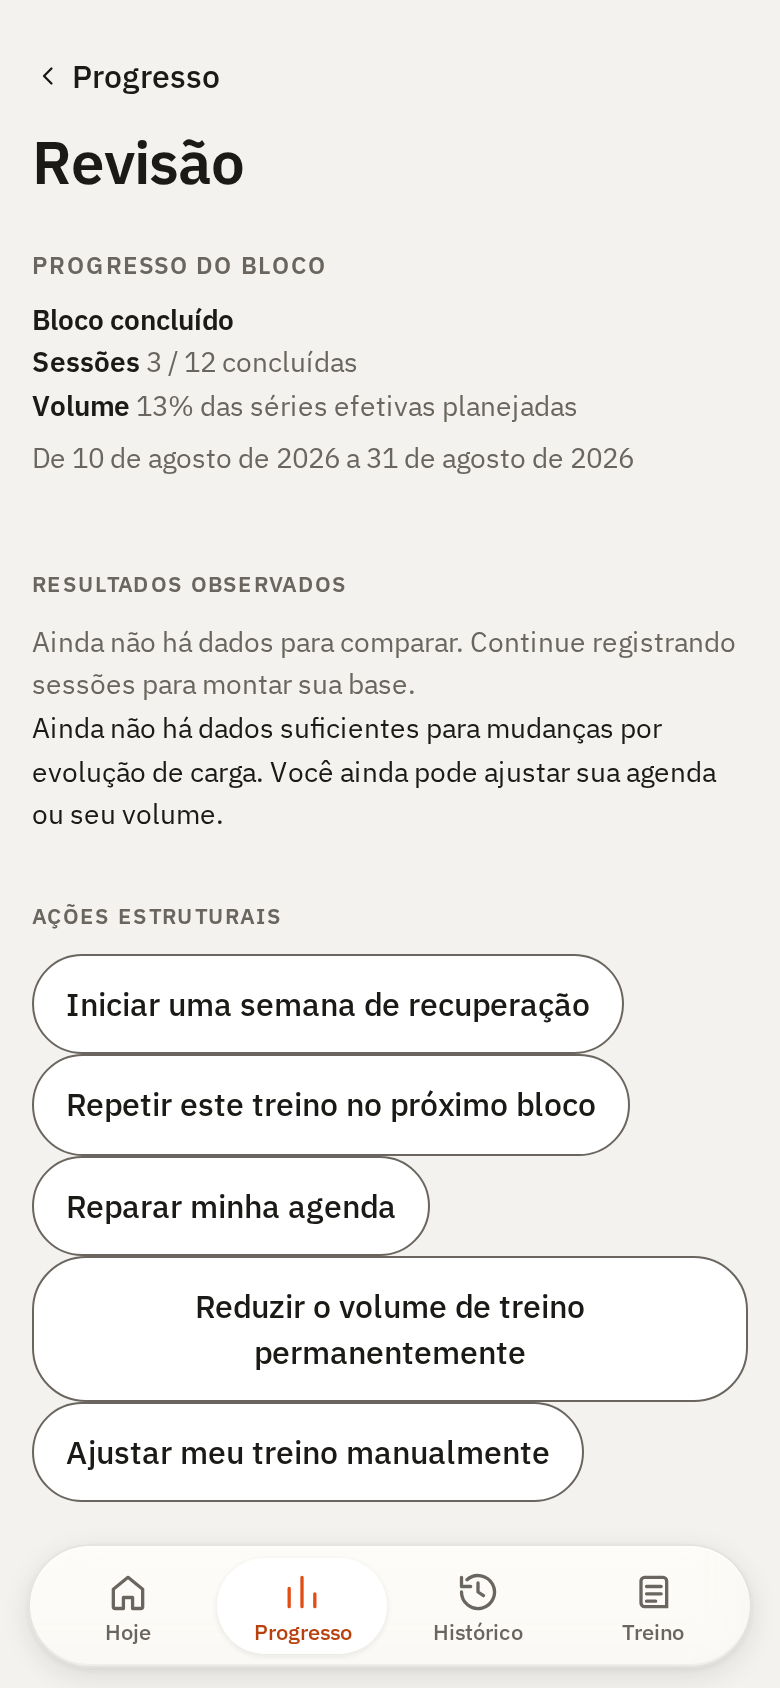 Progresso
Revisão
PROGRESSO DO BLOCO
Bloco concluído
Sessões 3 / 12 concluídas
Volume 13% das séries efetivas planejadas
De 10 de agosto de 2026 a 31 de agosto de 2026
RESULTADOS OBSERVADOS
Ainda não há dados para comparar. Continue registrando
sessões para montar sua base.
Ainda não há dados suficientes para mudanças por
evolução de carga. Você ainda pode ajustar sua agenda
ou seu volume.
AÇÕES ESTRUTURAIS
Iniciar uma semana de recuperação
Repetir este treino no próximo bloco
Reparar minha agenda
Reduzir o volume de treino
permanentemente
Ajustar meu treino manualmente
Hoje
Progresso
Histórico
Treino